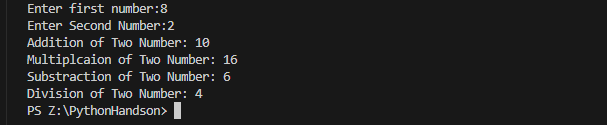 Enter first number:8
Enter Second Number:2
Addition of Two Number: 10
Multiplcaion of Two Number: 16
Substraction of Two Number: 6
Division of Two Number: 4
PS Z:\PythonHandson>